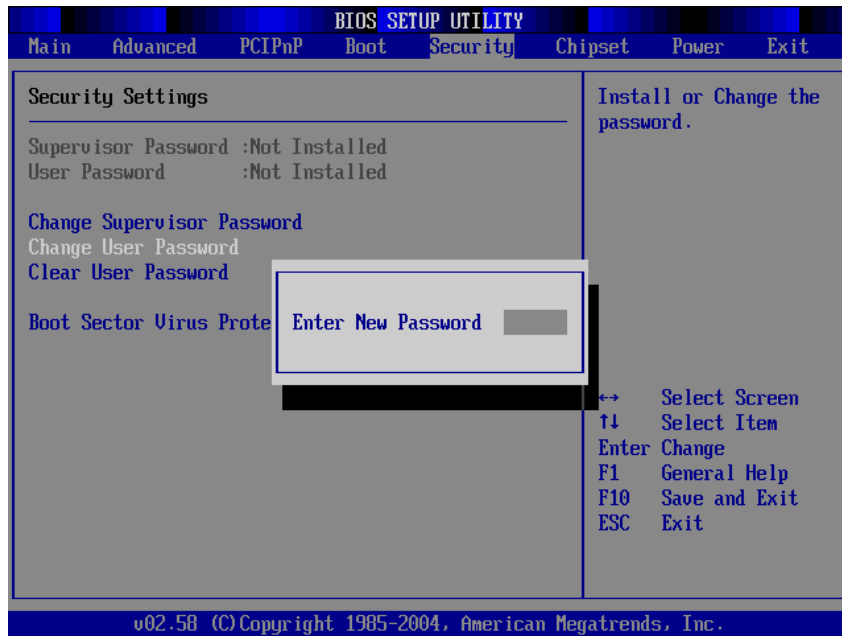 BIOS SETUP UTILITY
Main Advanced PCIPnP Boot Security Chipset Power Exit
Security Settings
Supervisor Password :Not Installed
User Password :Not Installed
Change Supervisor Password
Change User Password
Clear User Password
Boot Sector Virus Prote
Enter New Password
Install or Change the
password.
↔ Select Screen
↑↓ Select Item
Enter Change
F1 General Help
F10 Save and Exit
ESC Exit
v02.58 (C)Copyright 1985-2004, American Megatrends, Inc.